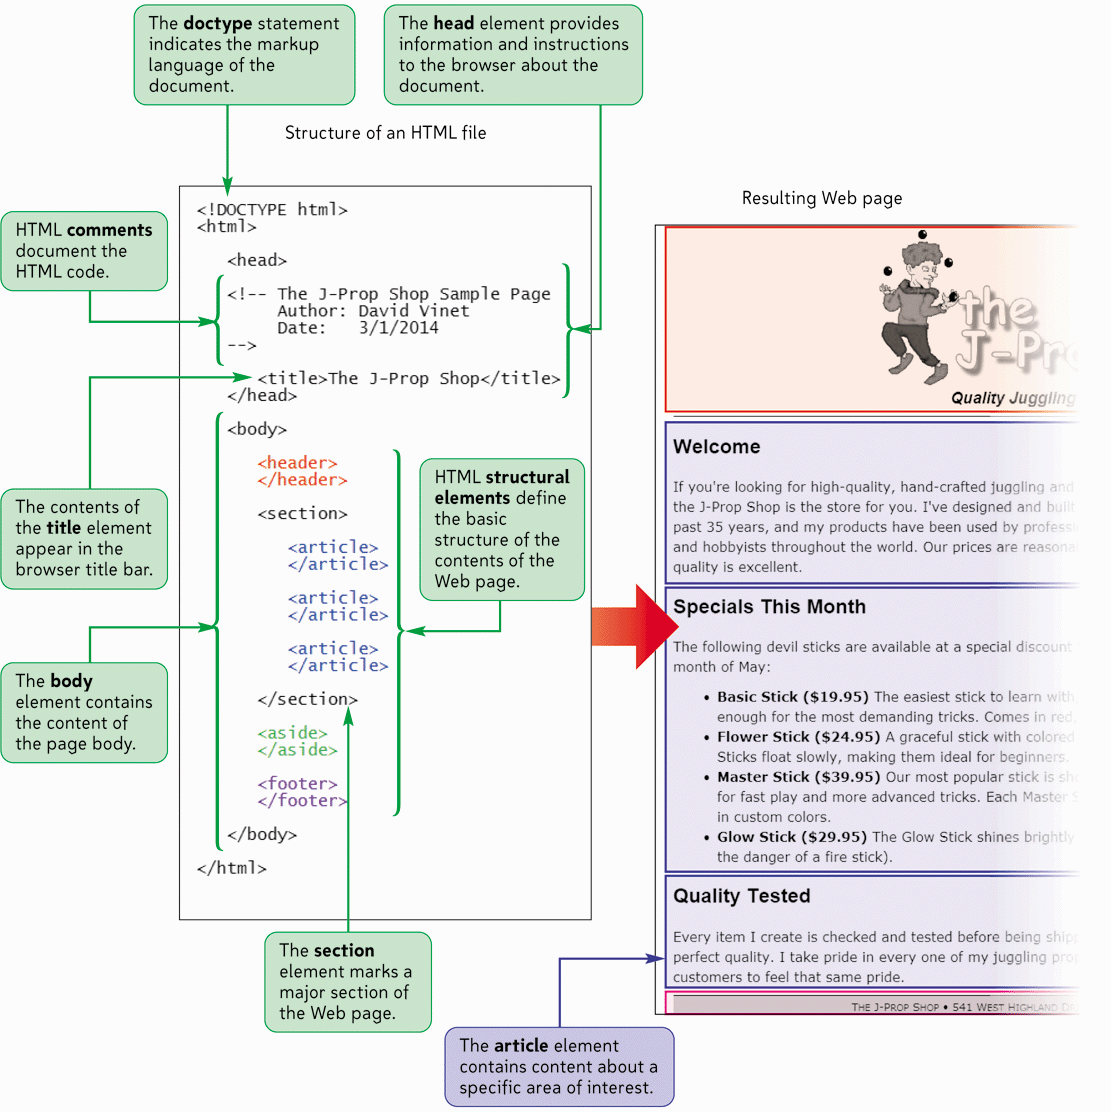 The doctype statement
indicates the markup
language of the
document.
The head element provides
information and instructions
to the browser about the
document.
Structure of an HTML file
Resulting Web page
HTML comments
document the
HTML code.
The contents of
the title element
appear in the
browser title bar.
The body
element contains
the content of
the page body.
<!DOCTYPE html>
<html>
<head>
<!-- The J-Prop Shop Sample Page
Author: David Vinet
Date: 3/1/2014
-->
<title>The J-Prop Shop</title>
</head>
<body>
<header>
</header>
<section>
<article>
</article>
<article>
</article>
<article>
</article>
</section>
<aside>
</aside>
<footer>
</footer>
</body>
</html>
HTML structural
elements define
the basic
structure of the
contents of the
Web page.
The section
element marks a
major section of
the Web page.
the
J-Pro
Quality Juggling
Welcome
If you're looking for high-quality, hand-crafted juggling and
the J-Prop Shop is the store for you. I've designed and built
past 35 years, and my products have been used by
and hobbyists throughout the world. Our prices are
quality is excellent.
Specials This Month
The following devil sticks are available at a special discount
month of May:
• Basic Stick ($19.95) The easiest stick to learn with
enough for the most demanding tricks. Comes in red,
• Flower Stick ($24.95) A graceful stick with colored
Sticks float slowly, making them ideal for beginners.
• Master Stick ($39.95) Our most popular stick is
for fast play and more advanced tricks. Each Master
in custom colors.
• Glow Stick ($29.95) The Glow Stick shines brightly
the danger of a fire stick).
Quality Tested
Every item I create is checked and tested before being
perfect quality. I take pride in every one of my juggling
customers to feel that same pride.
THE J-PROP SHOP • 541 WEST HIGHLAND
The article element
contains content about a
specific area of interest.